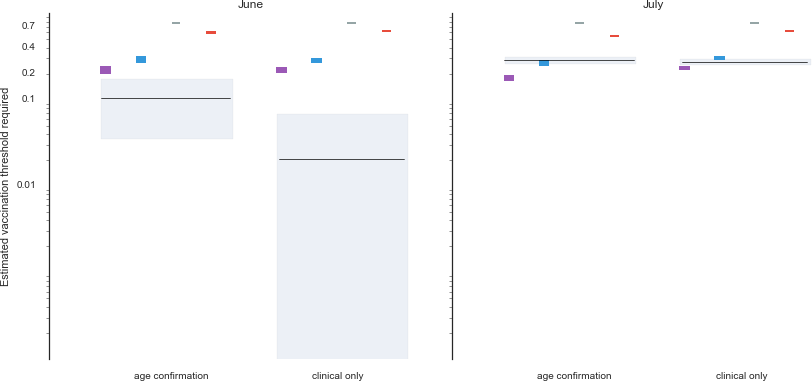 June
July
Estimated vaccination threshold required
0.7
0.4
0.2
0.1
0.01
age confirmation
clinical only
age confirmation
clinical only